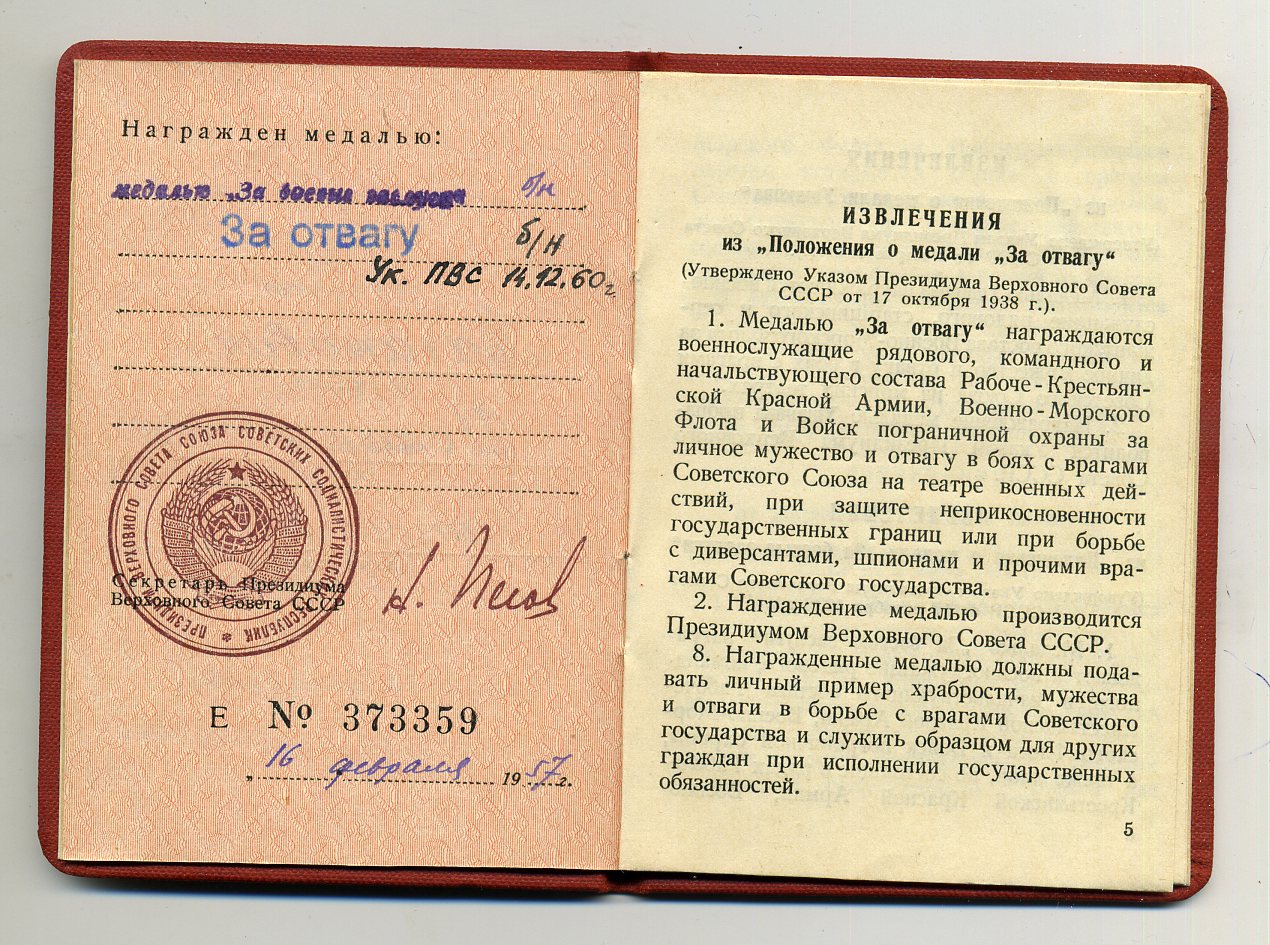 Награжден медалью:
медалью „За боевые заслуги“ б/н
За отвагу б/н
Ук. ПВС 14.12.60г
ПРЕЗИДИУМ ВЕРХОВНОГО СОВЕТА СОЮЗА СОВЕТСКИХ СОЦИАЛИСТИЧЕСКИХ РЕСПУБЛИК *
Секретарь Президиума
Верховного Совета СССР
Е № 373359
„16 февраля 1957 г.
ИЗВЛЕЧЕНИЯ
из „Положения о медали „За отвагу“
(Утверждено Указом Президиума Верховного Совета
СССР от 17 октября 1938 г.).
1. Медалью „За отвагу“ награждаются
военнослужащие рядового, командного и
начальствующего состава Рабоче-Крестьян-
ской Красной Армии, Военно-Морского
Флота и Войск пограничной охраны за
личное мужество и отвагу в боях с врагами
Советского Союза на театре военных дей-
ствий, при защите неприкосновенности
государственных границ или при борьбе
с диверсантами, шпионами и прочими вра-
гами Советского государства.
2. Награждение медалью производится
Президиумом Верховного Совета СССР.
8. Награжденные медалью должны пода-
вать личный пример храбрости, мужества
и отваги в борьбе с врагами Советского
государства и служить образцом для других
граждан при исполнении государственных
обязанностей.
5